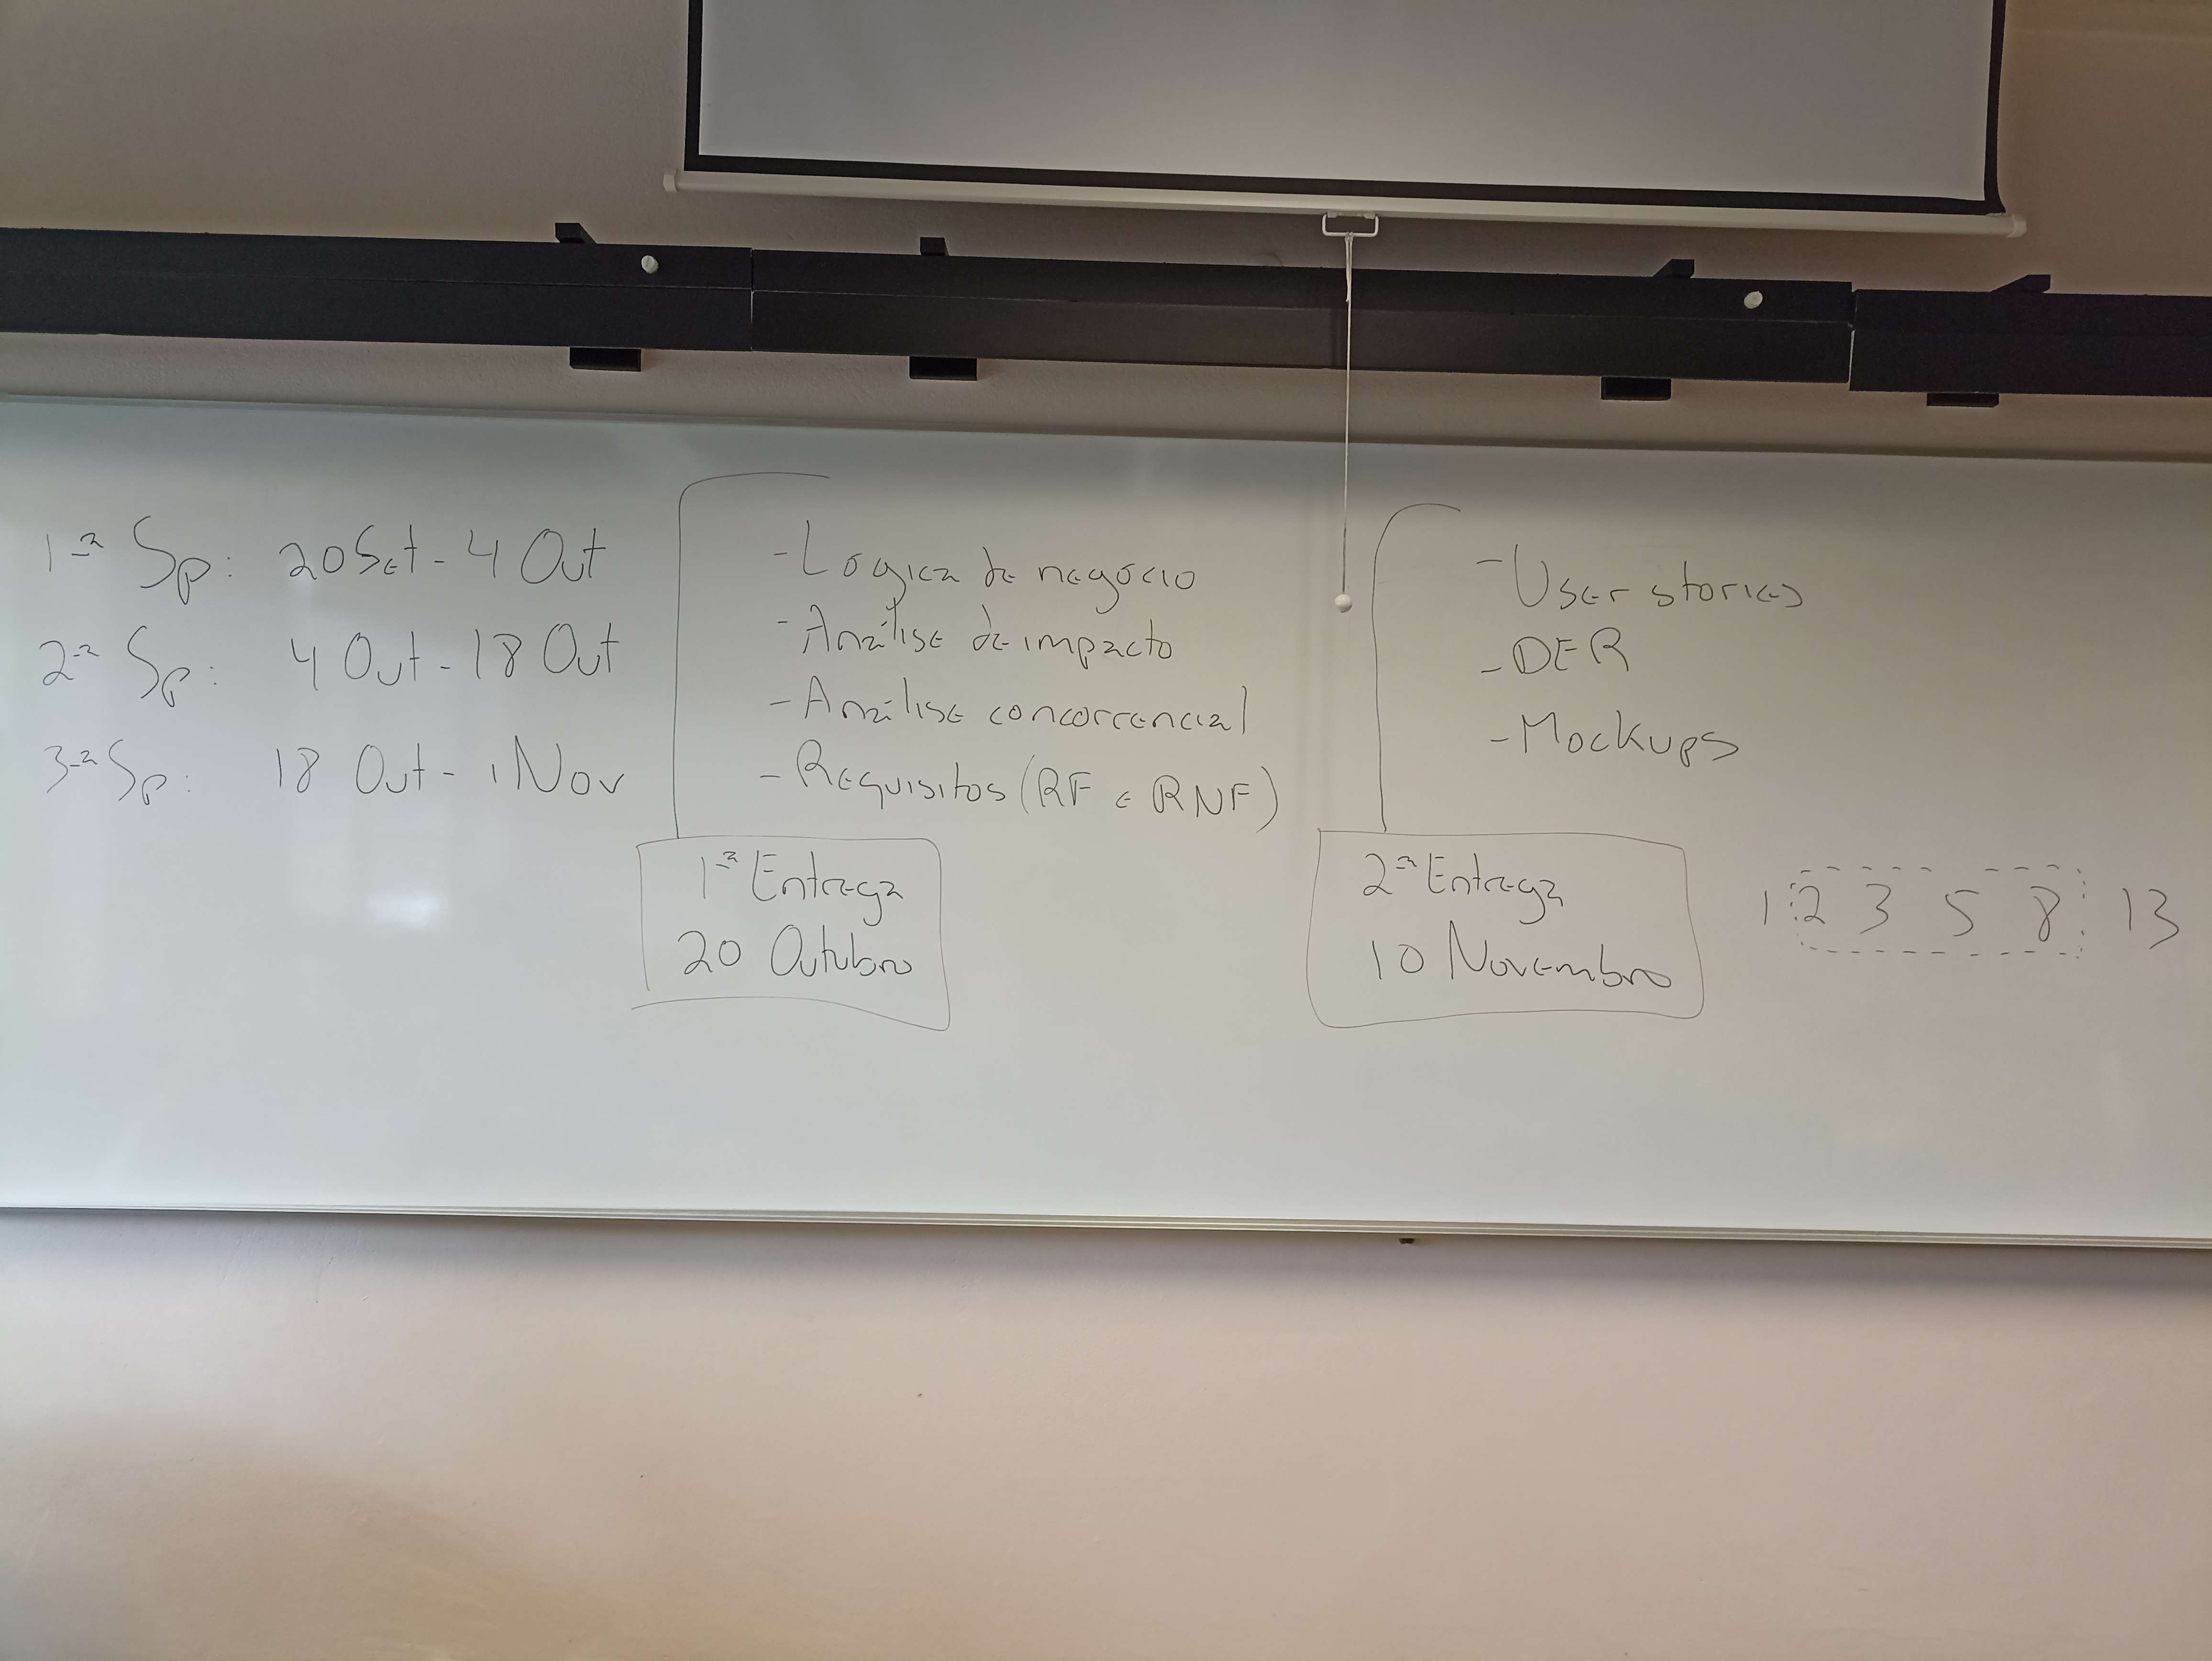 1ª Sp: 20 Set - 4 Out
2ª Sp: 4 Out - 18 Out
3ª Sp: 18 Out - 1 Nov
- Lógica de negócio
- Análise de impacto
- Análise concorrencial
- Requisitos (RF e RNF)
1ª Entrega
20 Outubro
- User stories
- DER
- Mockups
2ª Entrega
10 Novembro
1 2 3 5 8 13